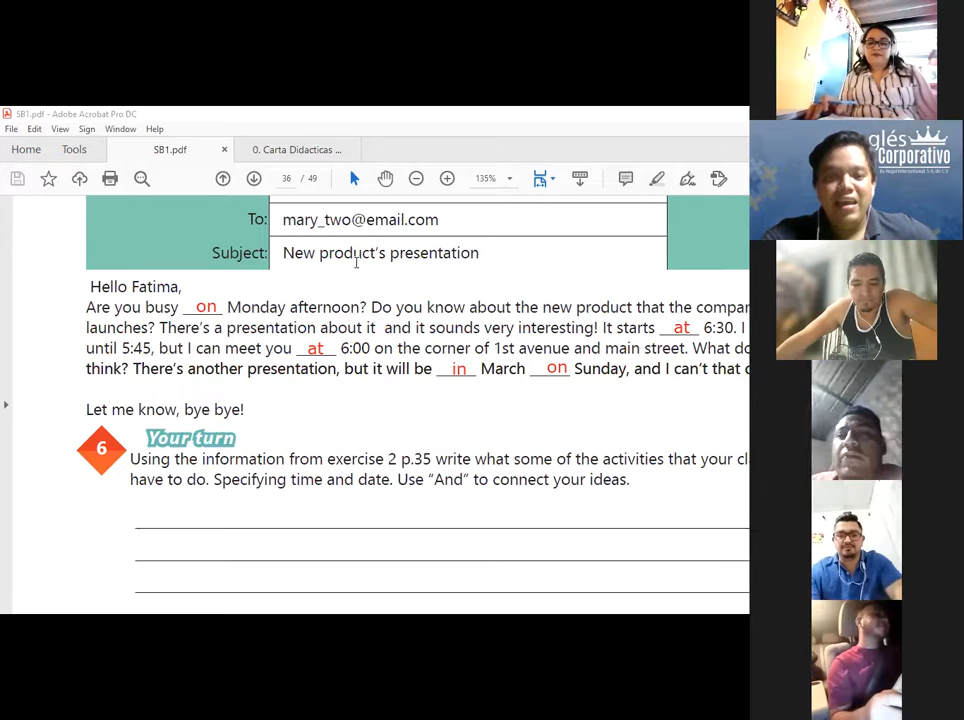 SB1.pdf - Adobe Acrobat Pro DC
File Edit View Sign Window Help
Home Tools SB1.pdf × 0. Carta Didacticas ...
36 / 49 135%
To: mary_two@email.com
Subject: New product's presentation
Hello Fatima,
Are you busy on Monday afternoon? Do you know about the new product that the compa
launches? There's a presentation about it and it sounds very interesting! It starts at 6:30. I
until 5:45, but I can meet you at 6:00 on the corner of 1st avenue and main street. What do
think? There's another presentation, but it will be in March on Sunday, and I can't that
Let me know, bye bye!
6 Your turn
Using the information from exercise 2 p.35 write what some of the activities that your cl
have to do. Specifying time and date. Use “And” to connect your ideas.
glés
Corporativo